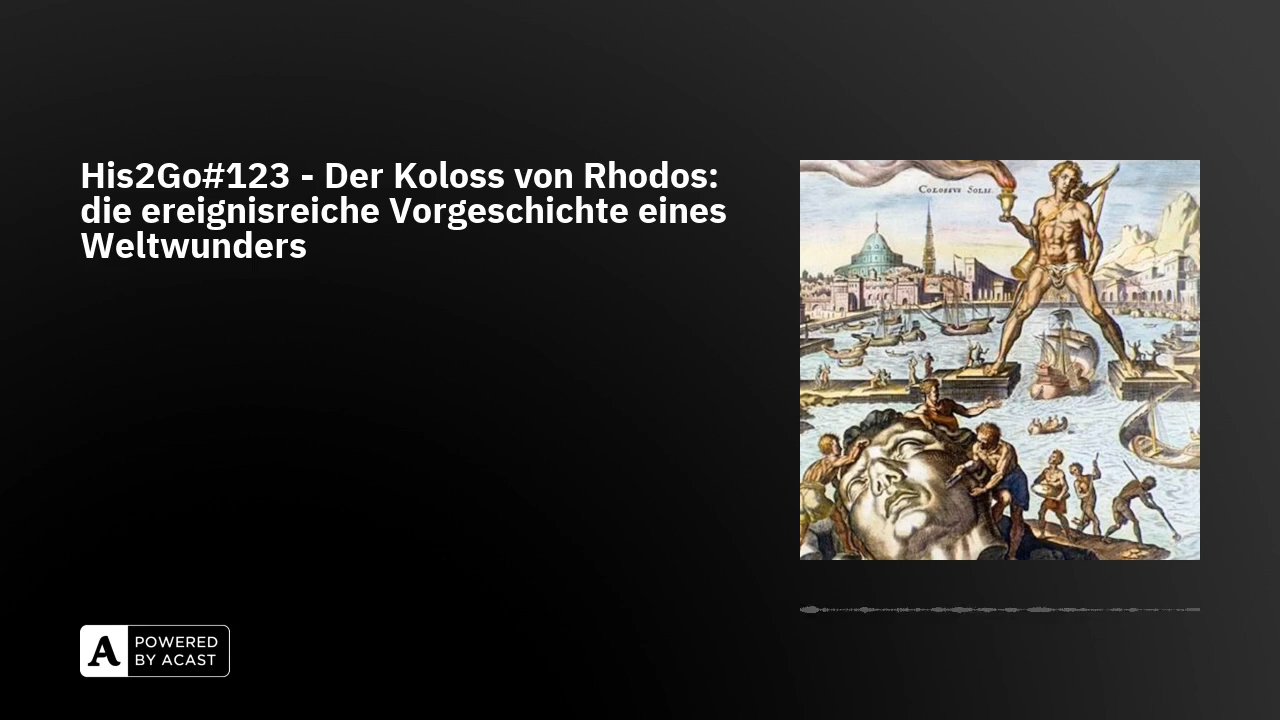 His2Go#123 - Der Koloss von Rhodos:
die ereignisreiche Vorgeschichte eines
Weltwunders
COLOSSVS SOLIS.
A POWERED
BY ACAST